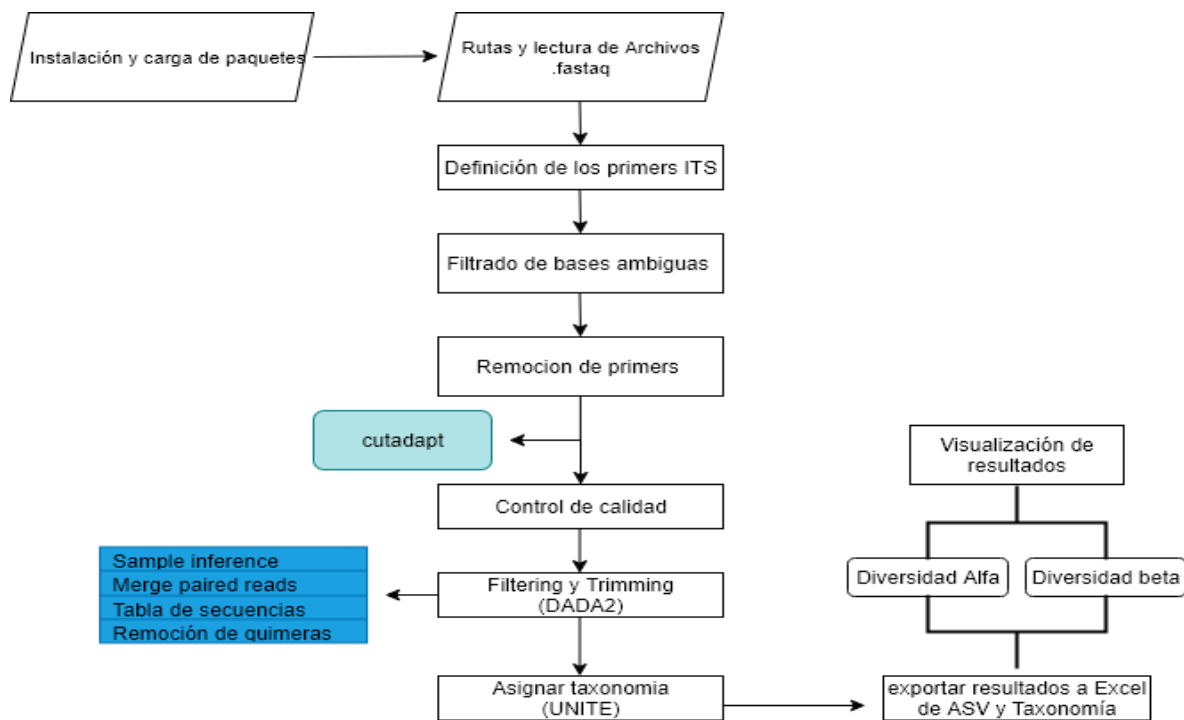 Instalación y carga de paquetes
Rutas y lectura de Archivos
.fastaq
Definición de los primers ITS
Filtrado de bases ambiguas
Remocion de primers
cutadapt
Control de calidad
Sample inference
Merge paired reads
Tabla de secuencias
Remoción de quimeras
Filtering y Trimming
(DADA2)
Asignar taxonomia
(UNITE)
Visualización de
resultados
Diversidad Alfa
Diversidad beta
exportar resultados a Excel
de ASV y Taxonomía